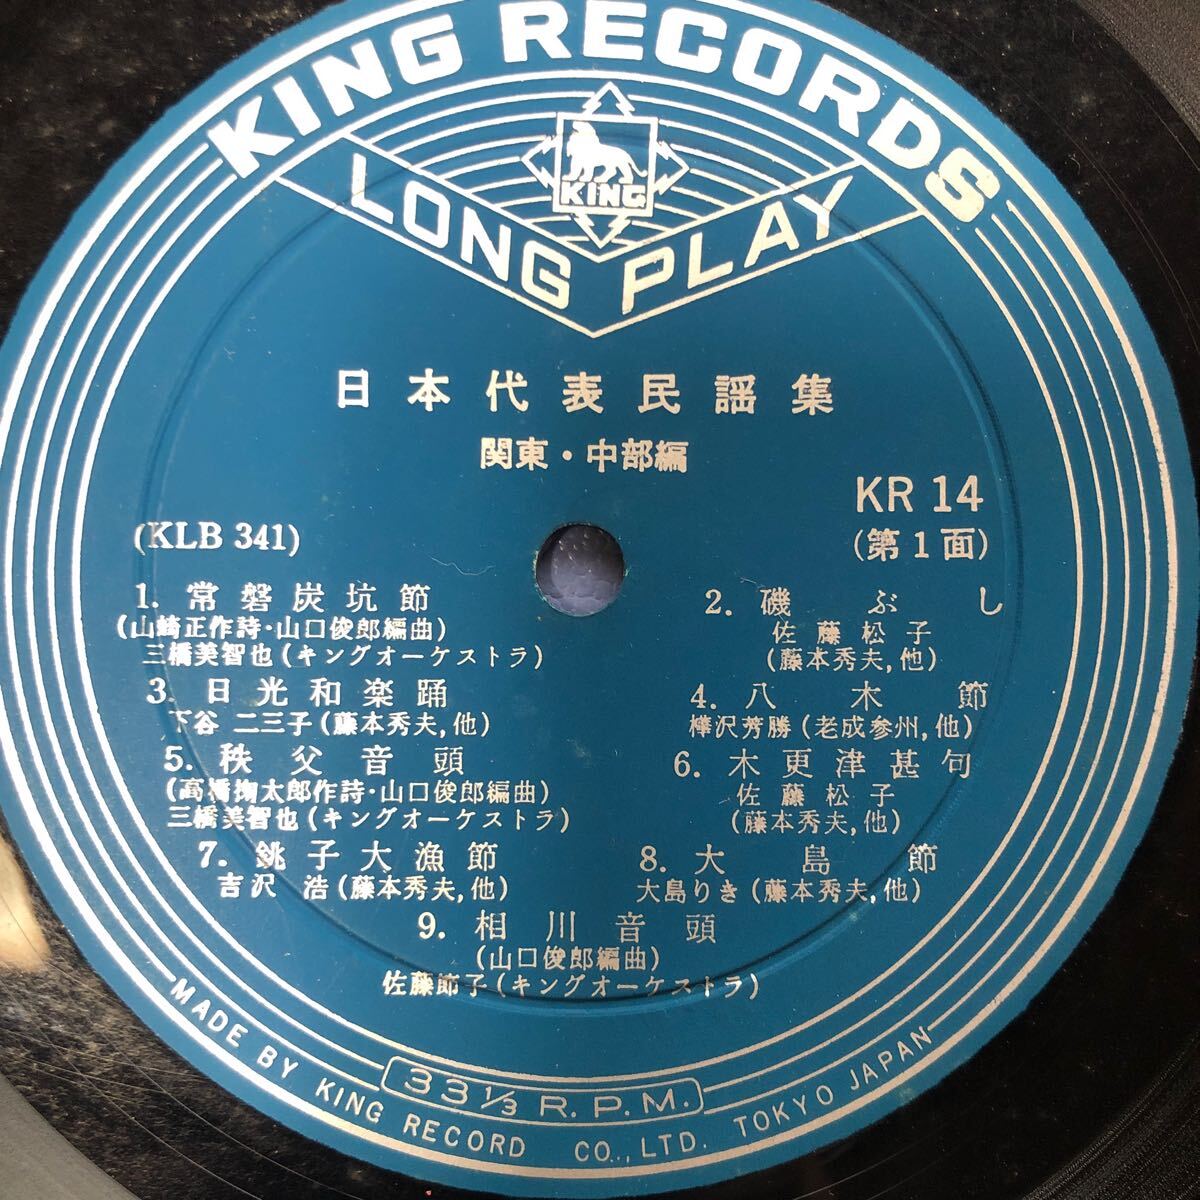 KING RECORDS
KING
LONG PLAY
日本代表民謡集
関東・中部編
KR 14
(KLB 341)
(第1面)
1. 常磐炭坑節
(山崎正作詩・山口俊郎編曲)
三橋美智也(キングオーケストラ)
2. 磯ぶし
佐藤松子
(藤本秀夫,他)
3. 日光和楽踊
下谷二三子(藤本秀夫,他)
4. 八木節
樺沢芳勝(老成参州,他)
5. 秩父音頭
(高橋掬太郎作詩・山口俊郎編曲)
三橋美智也(キングオーケストラ)
6. 木更津甚句
佐藤松子
(藤本秀夫,他)
7. 銚子大漁節
吉沢 浩(藤本秀夫,他)
8. 大島節
大島りき(藤本秀夫,他)
9. 相川音頭
(山口俊郎編曲)
佐藤節子(キングオーケストラ)
33 1/3 R.P.M.
MADE BY KING RECORD CO., LTD. TOKYO JAPAN